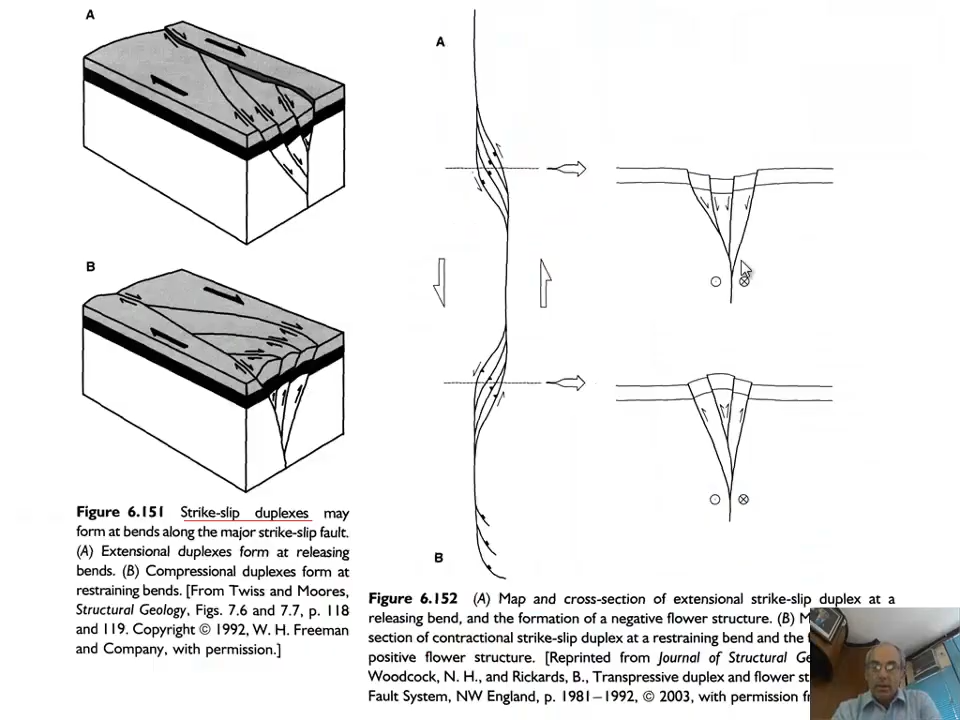 A
B
Figure 6.151 Strike-slip duplexes may
form at bends along the major strike-slip fault.
(A) Extensional duplexes form at releasing
bends. (B) Compressional duplexes form at
restraining bends. [From Twiss and Moores,
Structural Geology, Figs. 7.6 and 7.7, p. 118
and 119. Copyright © 1992, W. H. Freeman
and Company, with permission.]
A
B
Figure 6.152 (A) Map and cross-section of extensional strike-slip duplex at a
releasing bend, and the formation of a negative flower structure. (B) M
section of contractional strike-slip duplex at a restraining bend and the
positive flower structure. [Reprinted from Journal of Structural Ge
Woodcock, N. H., and Rickards, B., Transpressive duplex and flower st
Fault System, NW England, p. 1981–1992, © 2003, with permission fr